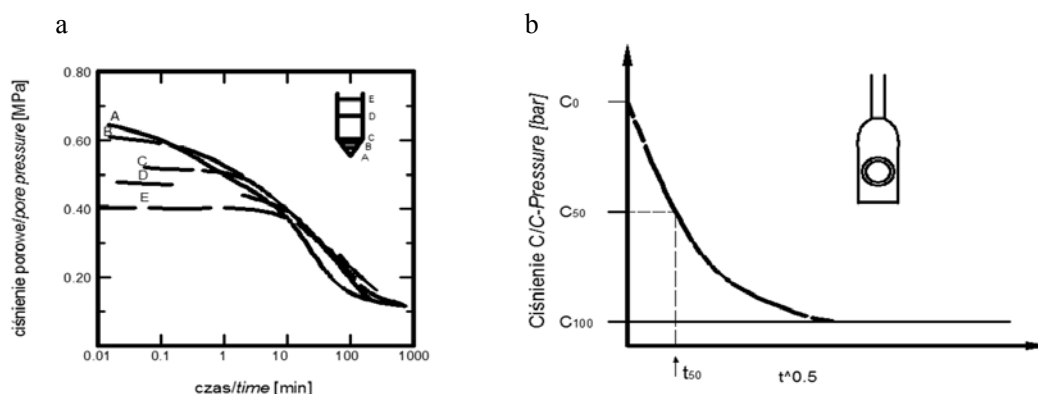 a
ciśnienie porowe/pore pressure [MPa]
0.80
0.60
0.40
0.20
A
B
C
D
E
E
D
C
B
A
0.01
0.1
1
10
100
1000
czas/time [min]
b
Ciśnienie C/C-Pressure [bar]
C0
C50
C100
t50
t^0.5